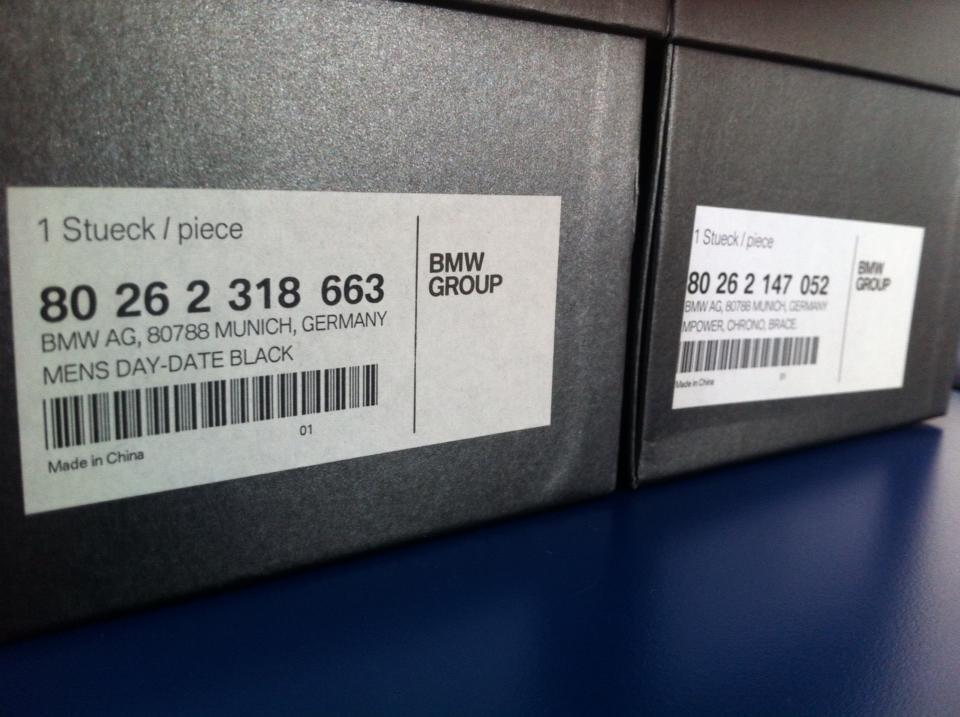 1 Stueck / piece
80 26 2 318 663
BMW AG, 80788 MUNICH, GERMANY
MENS DAY-DATE BLACK
01
Made in China
BMW
GROUP
1 Stueck / piece
80 26 2 147 052
BMW AG, 80788 MUNICH, GERMANY
MPOWER, CHRONO, BRACE.
01
Made in China
BMW
GROUP